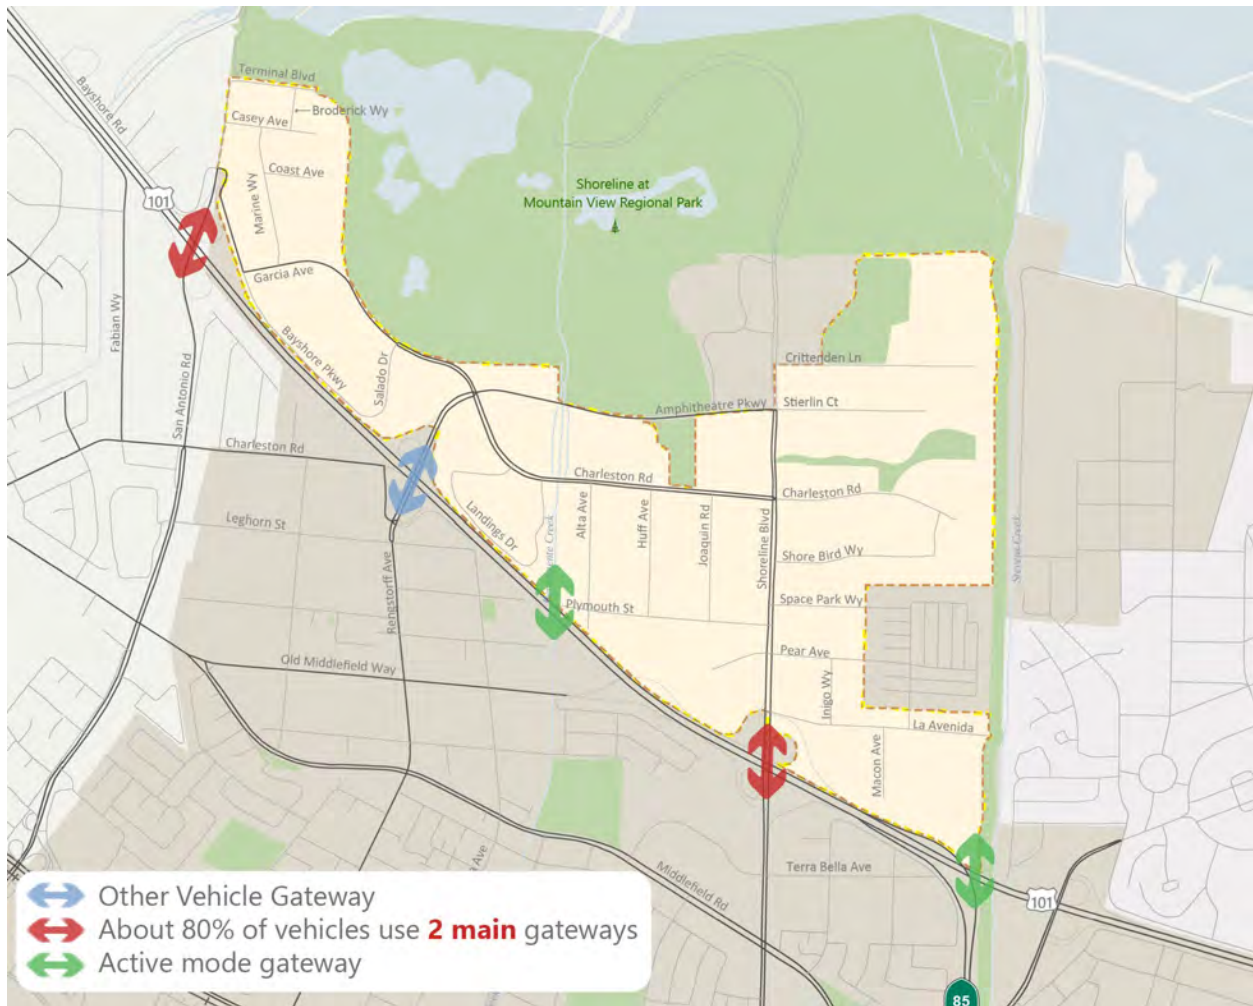 Terminal Blvd
Bayshore Rd
Broderick Wy
Casey Ave
Coast Ave
Marine Wy
101
Shoreline at
Mountain View Regional Park
Garcia Ave
Fabian Wy
Bayshore Pkwy
San Antonio Rd
Salado Dr
Crittenden Ln
Amphitheatre Pkwy
Stierlin Ct
Charleston Rd
Charleston Rd
Charleston Rd
Leghorn St
Landings Dr
Alta Ave
Huff Ave
Joaquin Rd
Shoreline Blvd
Shore Bird Wy
Stevens Creek
Rengstorff Ave
Plymouth St
Space Park Wy
Old Middlefield Way
Pear Ave
Inigo Wy
La Avenida
Macon Ave
Middlefield Rd
Terra Bella Ave
101
85
Ave
Other Vehicle Gateway
About 80% of vehicles use 2 main gateways
Active mode gateway